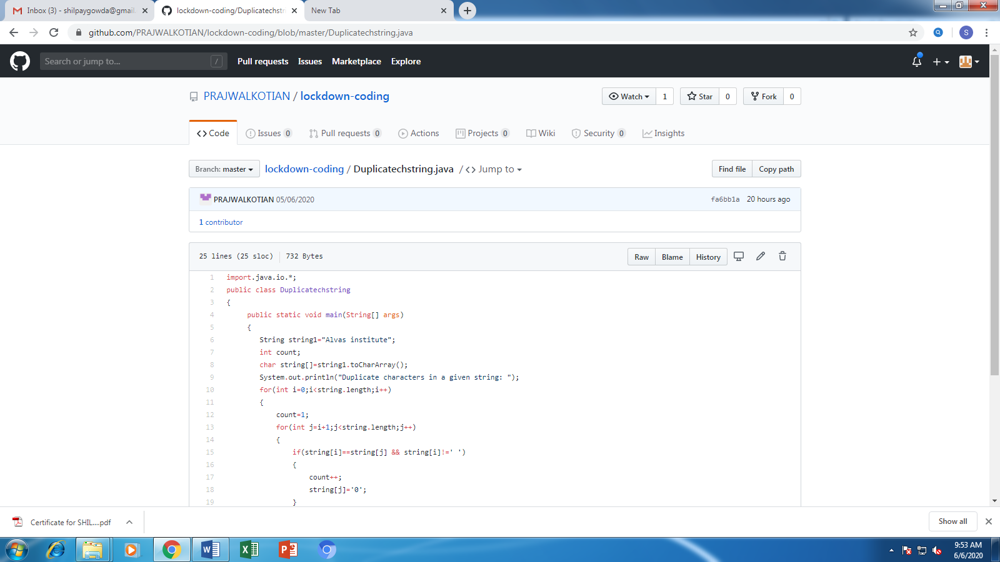 Inbox (3) - shilpaygowda@gmail.
lockdown-coding/Duplicatechstri
New Tab
github.com/PRAJWALKOTIAN/lockdown-coding/blob/master/Duplicatechstring.java
S
Search or jump to...
/
Pull requests Issues Marketplace Explore
PRAJWALKOTIAN / lockdown-coding
Watch 1 Star 0 Fork 0
Code Issues 0 Pull requests 0 Actions Projects 0 Wiki Security 0 Insights
Branch: master lockdown-coding / Duplicatechstring.java / <> Jump to Find file Copy path
PRAJWALKOTIAN 05/06/2020 fa6bb1a 20 hours ago
1 contributor
25 lines (25 sloc) 732 Bytes Raw Blame History
1 import.java.io.*;
2 public class Duplicatechstring
3 {
4 public static void main(String[] args)
5 {
6 String string1="Alvas institute";
7 int count;
8 char string[]=string1.toCharArray();
9 System.out.println("Duplicate characters in a given string: ");
10 for(int i=0;i<string.length;i++)
11 {
12 count=1;
13 for(int j=i+1;j<string.length;j++)
14 {
15 if(string[i]==string[j] && string[i]!=' ')
16 {
17 count++;
18 string[j]='0';
19 }
Certificate for SHIL....pdf Show all
9:53 AM
6/6/2020